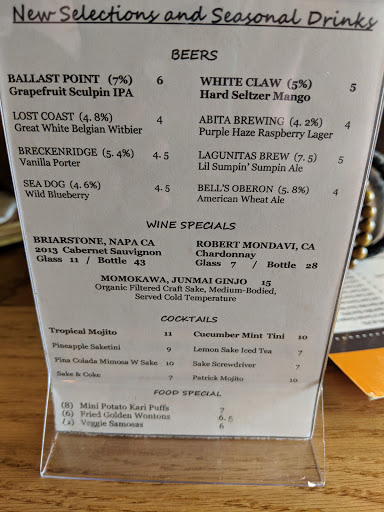 New Selections and Seasonal Drinks
BEERS
BALLAST POINT (7%) 6
Grapefruit Sculpin IPA
WHITE CLAW (5%) 5
Hard Seltzer Mango
LOST COAST (4.8%) 4
Great White Belgian Witbier
ABITA BREWING (4.2%) 4
Purple Haze Raspberry Lager
BRECKENRIDGE (5.4%) 4.5
Vanilla Porter
LAGUNITAS BREW (7.5) 5
Lil Sumpin' Sumpin Ale
SEA DOG (4.6%) 4.5
Wild Blueberry
BELL'S OBERON (5.8%) 4
American Wheat Ale
WINE SPECIALS
BRIARSTONE, NAPA CA
2013 Cabernet Sauvignon
Glass 11 / Bottle 43
ROBERT MONDAVI, CA
Chardonnay
Glass 7 / Bottle 28
MOMOKAWA, JUNMAI GINJO 15
Organic Filtered Craft Sake, Medium-Bodied,
Served Cold Temperature
COCKTAILS
Tropical Mojito 11
Cucumber Mint Tini 10
Pineapple Saketini 9
Lemon Sake Iced Tea 7
Pina Colada Mimosa W Sake 10
Sake Screwdriver 7
Sake & Coke 7
Patrick Mojito 10
FOOD SPECIAL
(8) Mini Potato Kari Puffs 7
(6) Fried Golden Wontons 6.5
(2) Veggie Samosas 6